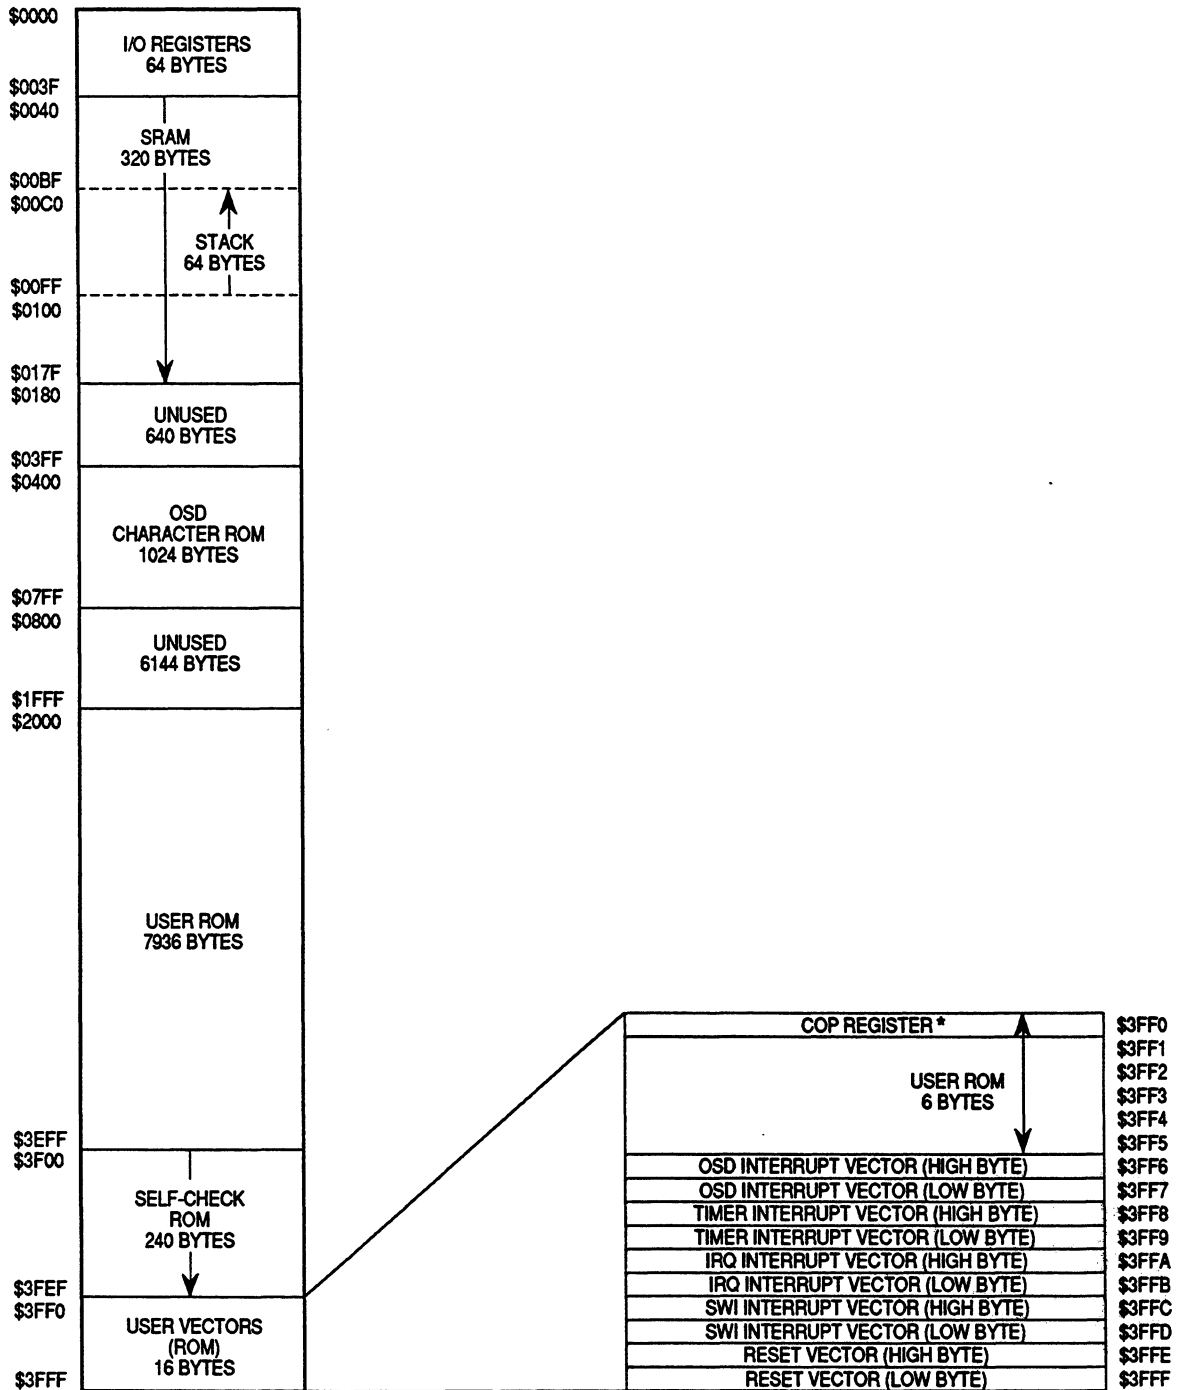 $0000
I/O REGISTERS
64 BYTES
$003F
$0040
SRAM
320 BYTES
$00BF
$00C0
STACK
64 BYTES
$00FF
$0100
$017F
$0180
UNUSED
640 BYTES
$03FF
$0400
OSD
CHARACTER ROM
1024 BYTES
$07FF
$0800
UNUSED
6144 BYTES
$1FFF
$2000
USER ROM
7936 BYTES
$3EFF
$3F00
SELF-CHECK
ROM
240 BYTES
$3FEF
$3FF0
USER VECTORS
(ROM)
16 BYTES
$3FFF
COP REGISTER * $3FF0
$3FF1
$3FF2
USER ROM
6 BYTES
$3FF3
$3FF4
$3FF5
OSD INTERRUPT VECTOR (HIGH BYTE) $3FF6
OSD INTERRUPT VECTOR (LOW BYTE) $3FF7
TIMER INTERRUPT VECTOR (HIGH BYTE) $3FF8
TIMER INTERRUPT VECTOR (LOW BYTE) $3FF9
IRQ INTERRUPT VECTOR (HIGH BYTE) $3FFA
IRQ INTERRUPT VECTOR (LOW BYTE) $3FFB
SWI INTERRUPT VECTOR (HIGH BYTE) $3FFC
SWI INTERRUPT VECTOR (LOW BYTE) $3FFD
RESET VECTOR (HIGH BYTE) $3FFE
RESET VECTOR (LOW BYTE) $3FFF